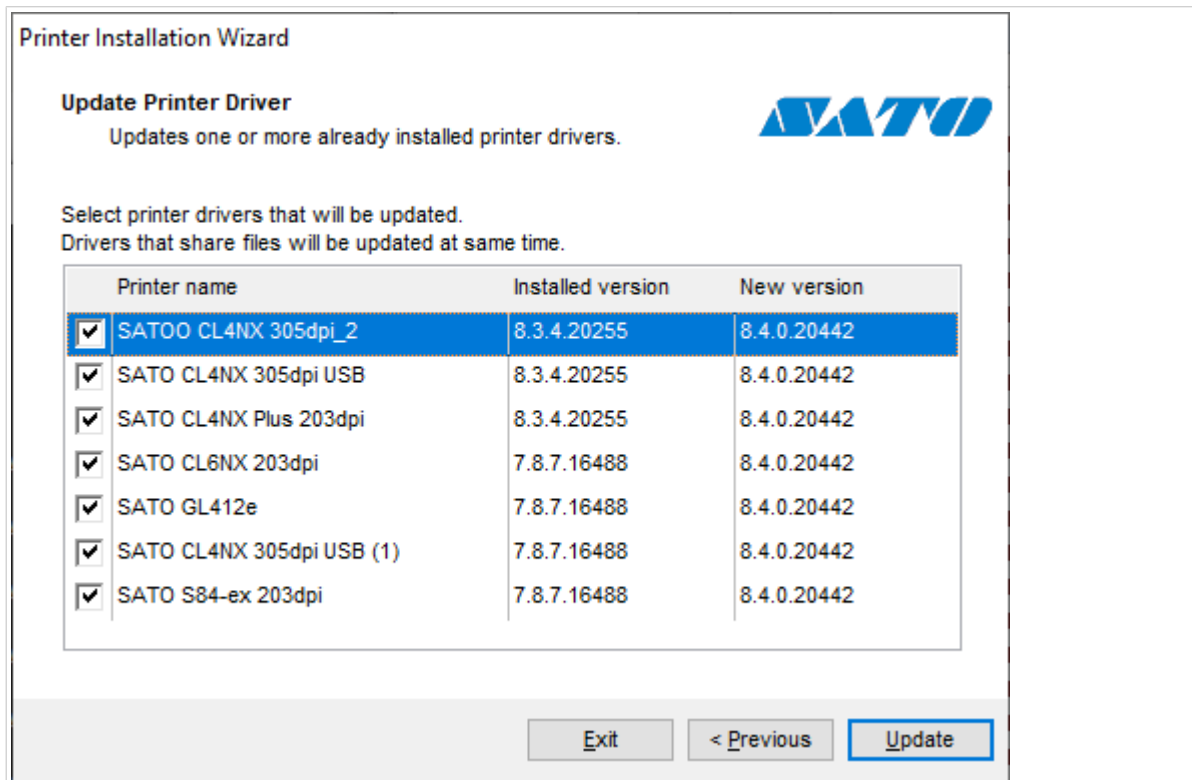 Printer Installation Wizard
Update Printer Driver
SATO
Updates one or more already installed printer drivers.
Select printer drivers that will be updated.
Drivers that share files will be updated at same time.
Printer name Installed version New version
SATOO CL4NX 305dpi_2 8.3.4.20255 8.4.0.20442
SATO CL4NX 305dpi USB 8.3.4.20255 8.4.0.20442
SATO CL4NX Plus 203dpi 8.3.4.20255 8.4.0.20442
SATO CL6NX 203dpi 7.8.7.16488 8.4.0.20442
SATO GL412e 7.8.7.16488 8.4.0.20442
SATO CL4NX 305dpi USB (1) 7.8.7.16488 8.4.0.20442
SATO S84-ex 203dpi 7.8.7.16488 8.4.0.20442
Exit < Previous Update